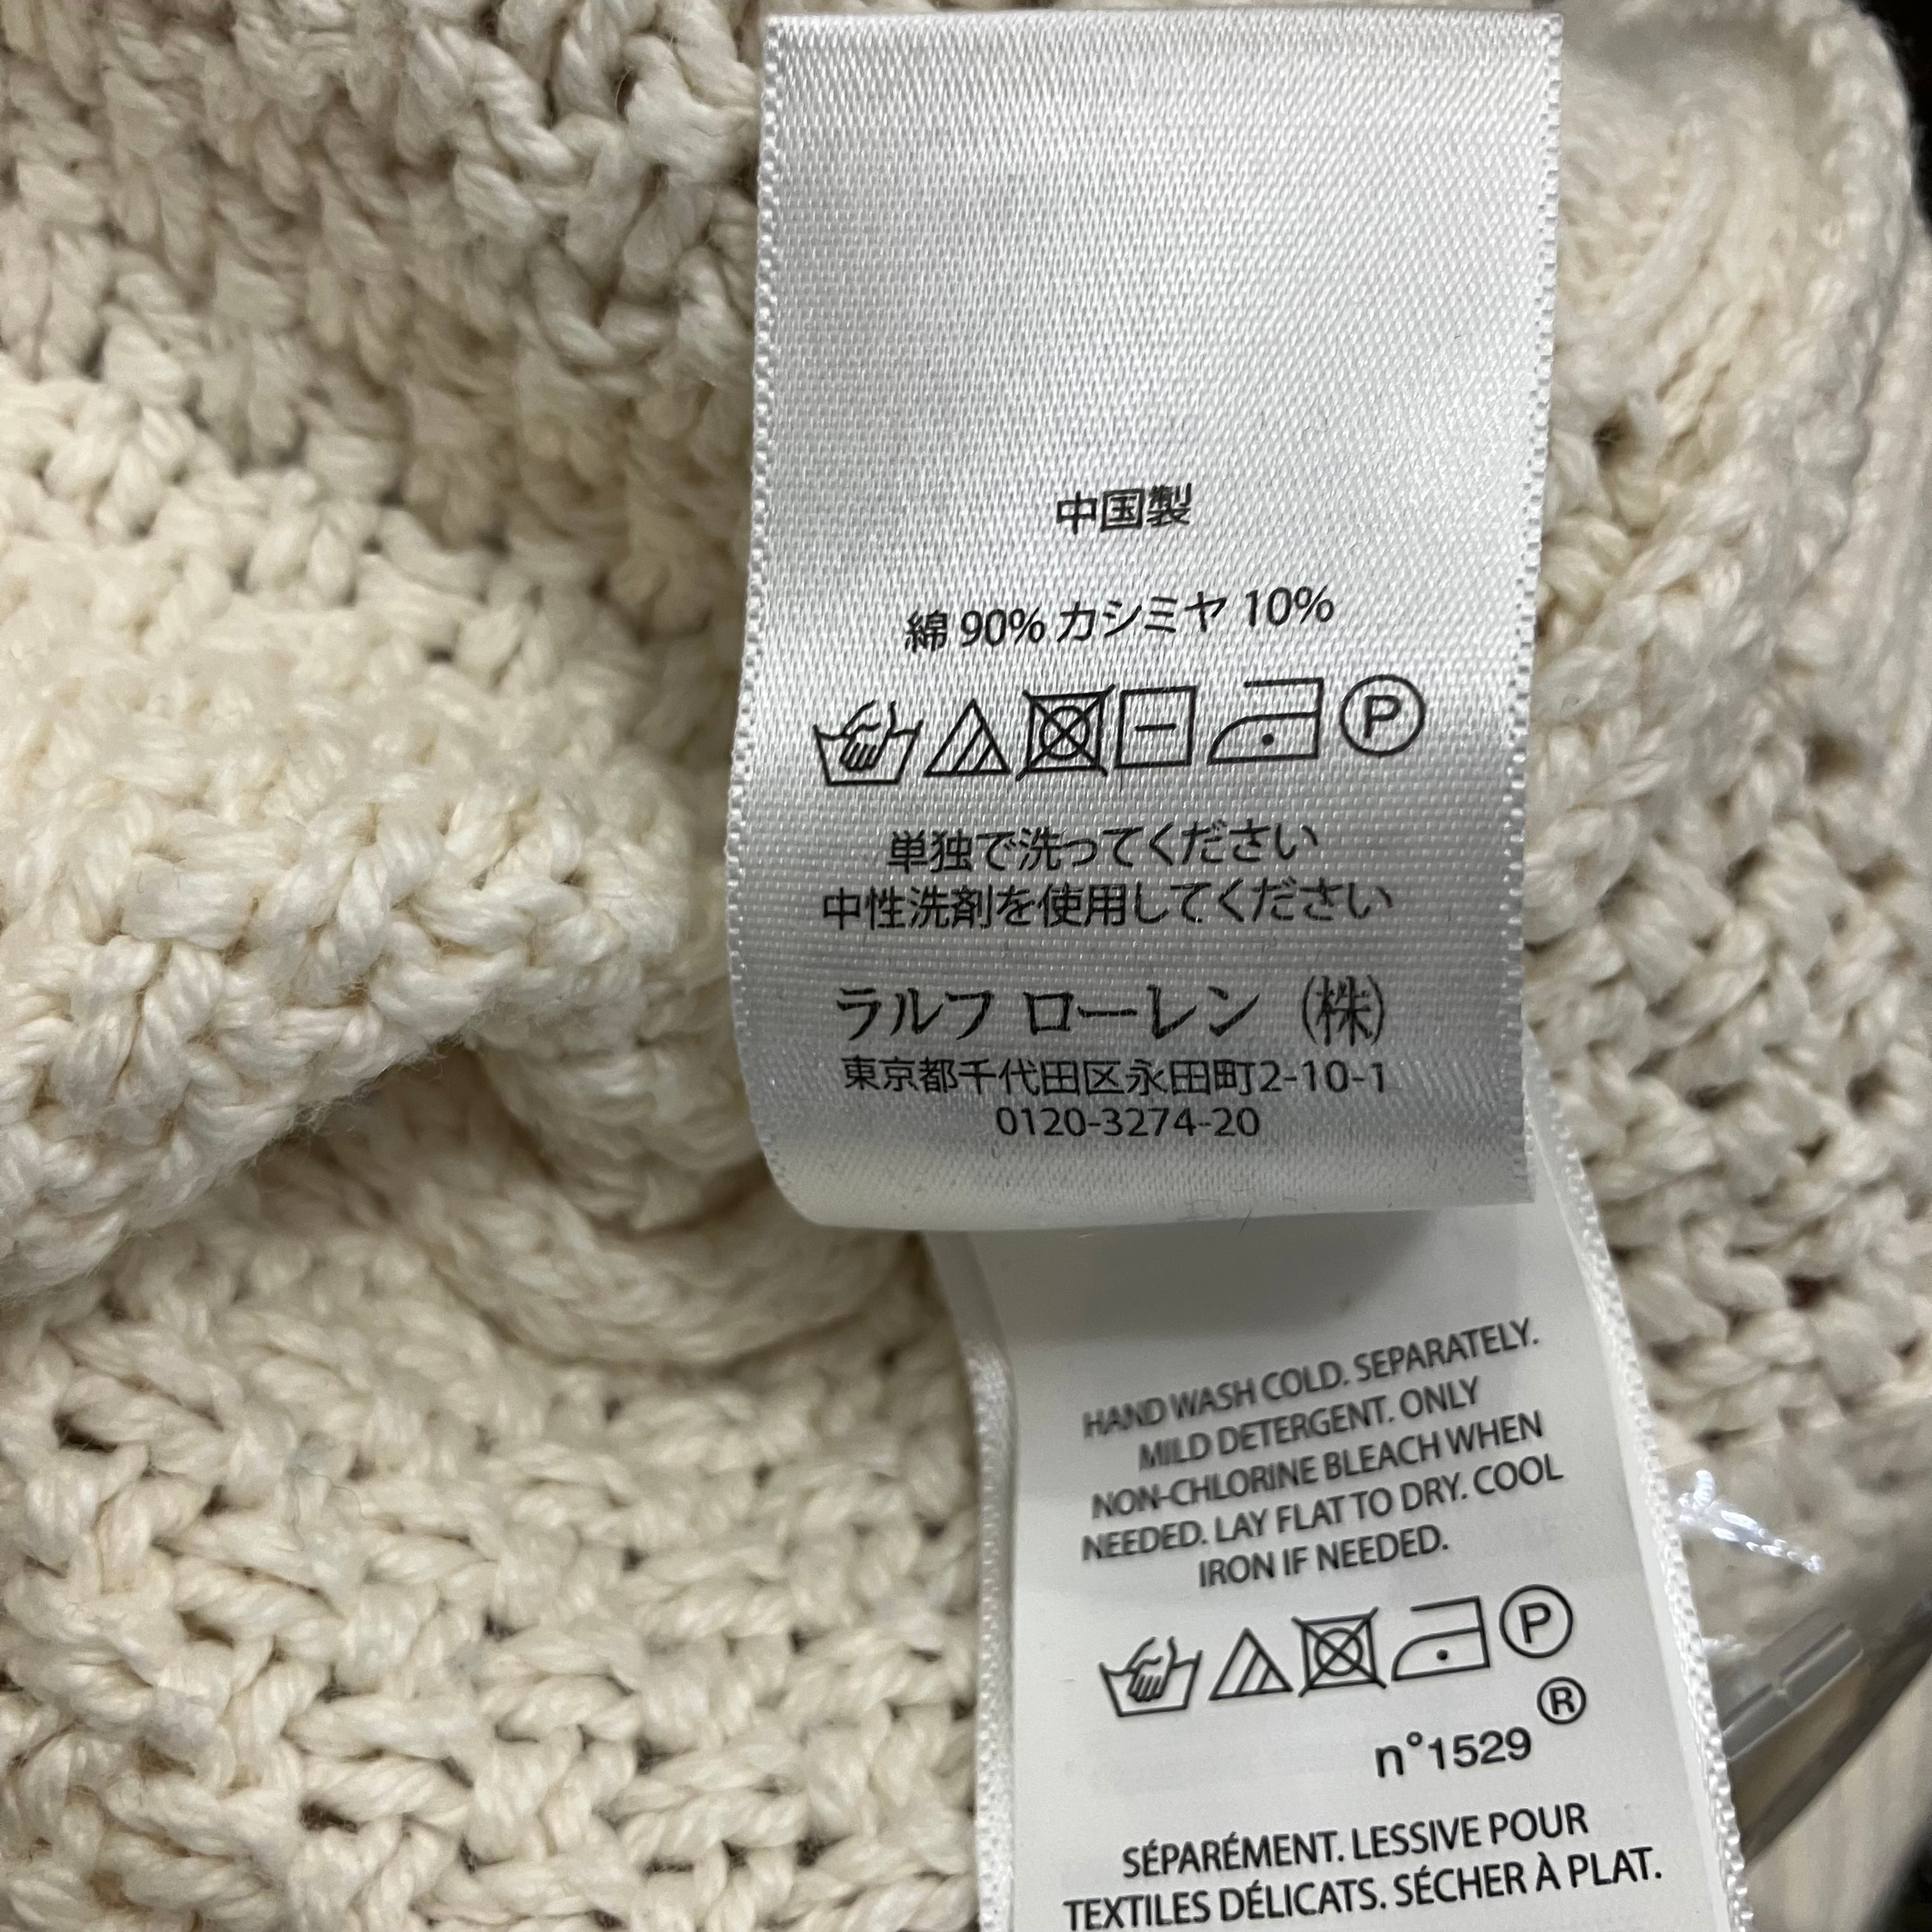 中国製
綿 90% カシミヤ 10%
P
単独で洗ってください
中性洗剤を使用してください
ラルフ ローレン ㈱
東京都千代田区永田町2-10-1
0120-3274-20
HAND WASH COLD. SEPARATELY.
MILD DETERGENT. ONLY
NON-CHLORINE BLEACH WHEN
NEEDED. LAY FLAT TO DRY. COOL
IRON IF NEEDED.
P
®
n°1529
SÉPARÉMENT. LESSIVE POUR
TEXTILES DÉLICATS. SÉCHER À PLAT.